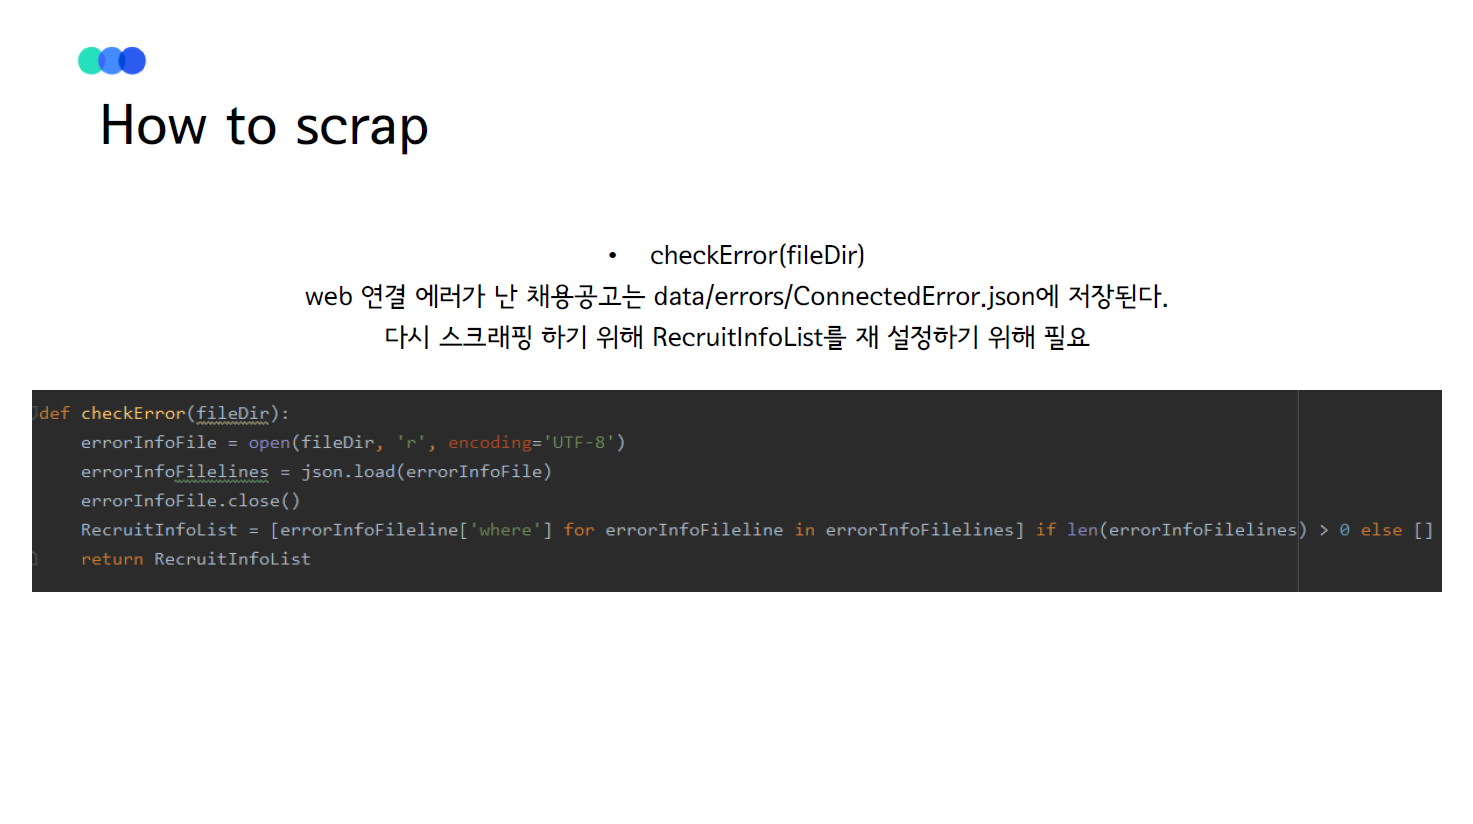 How to scrap
• checkError(fileDir)
web 연결 에러가 난 채용공고는 data/errors/ConnectedError.json에 저장된다.
다시 스크래핑 하기 위해 RecruitInfoList를 재 설정하기 위해 필요
def checkError(fileDir):
    errorInfoFile = open(fileDir, 'r', encoding='UTF-8')
    errorInfoFilelines = json.load(errorInfoFile)
    errorInfoFile.close()
    RecruitInfoList = [errorInfoFileline['where'] for errorInfoFileline in errorInfoFilelines] if len(errorInfoFilelines) > 0 else []
    return RecruitInfoList